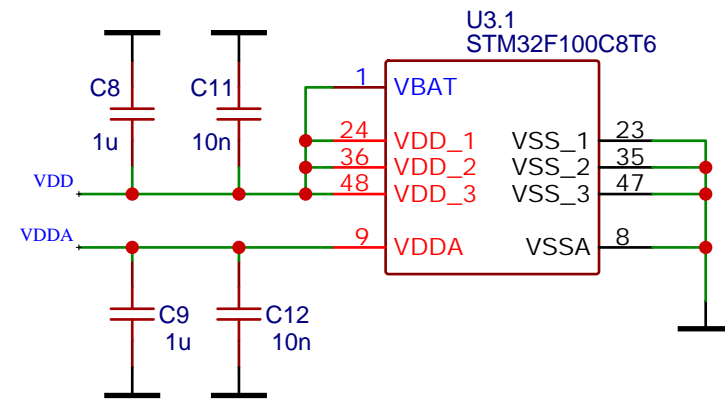 U3.1
STM32F100C8T6
C8
C11
1 VBAT
1u
10n
24 VDD_1 VSS_1 23
36 VDD_2 VSS_2 35
VDD 48 VDD_3 VSS_3 47
VDDA 9 VDDA VSSA 8
C9
C12
1u
10n